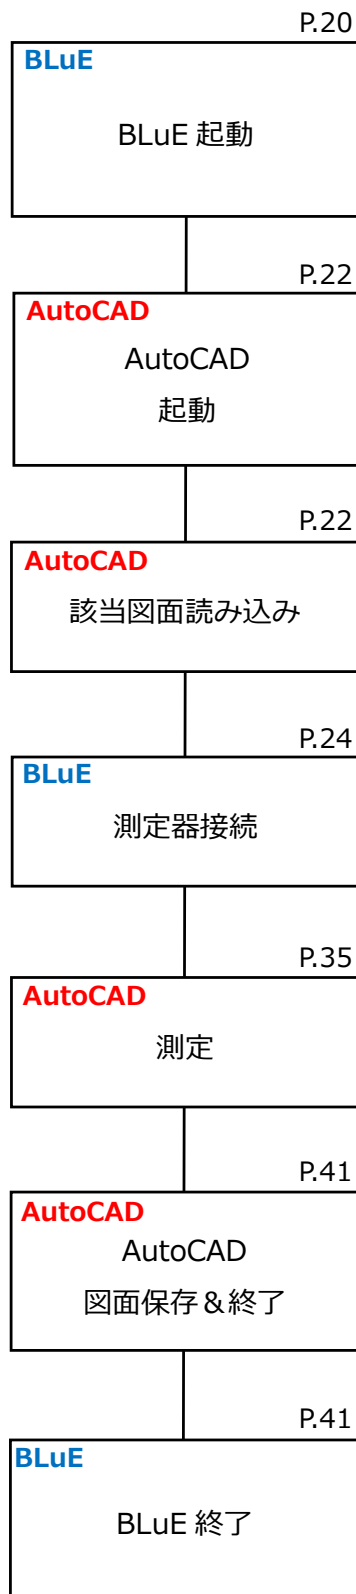 P.20
BLuE
BLuE 起動
P.22
AutoCAD
AutoCAD
起動
P.22
AutoCAD
該当図面読み込み
P.24
BLuE
測定器接続
P.35
AutoCAD
測定
P.41
AutoCAD
AutoCAD
図面保存＆終了
P.41
BLuE
BLuE 終了